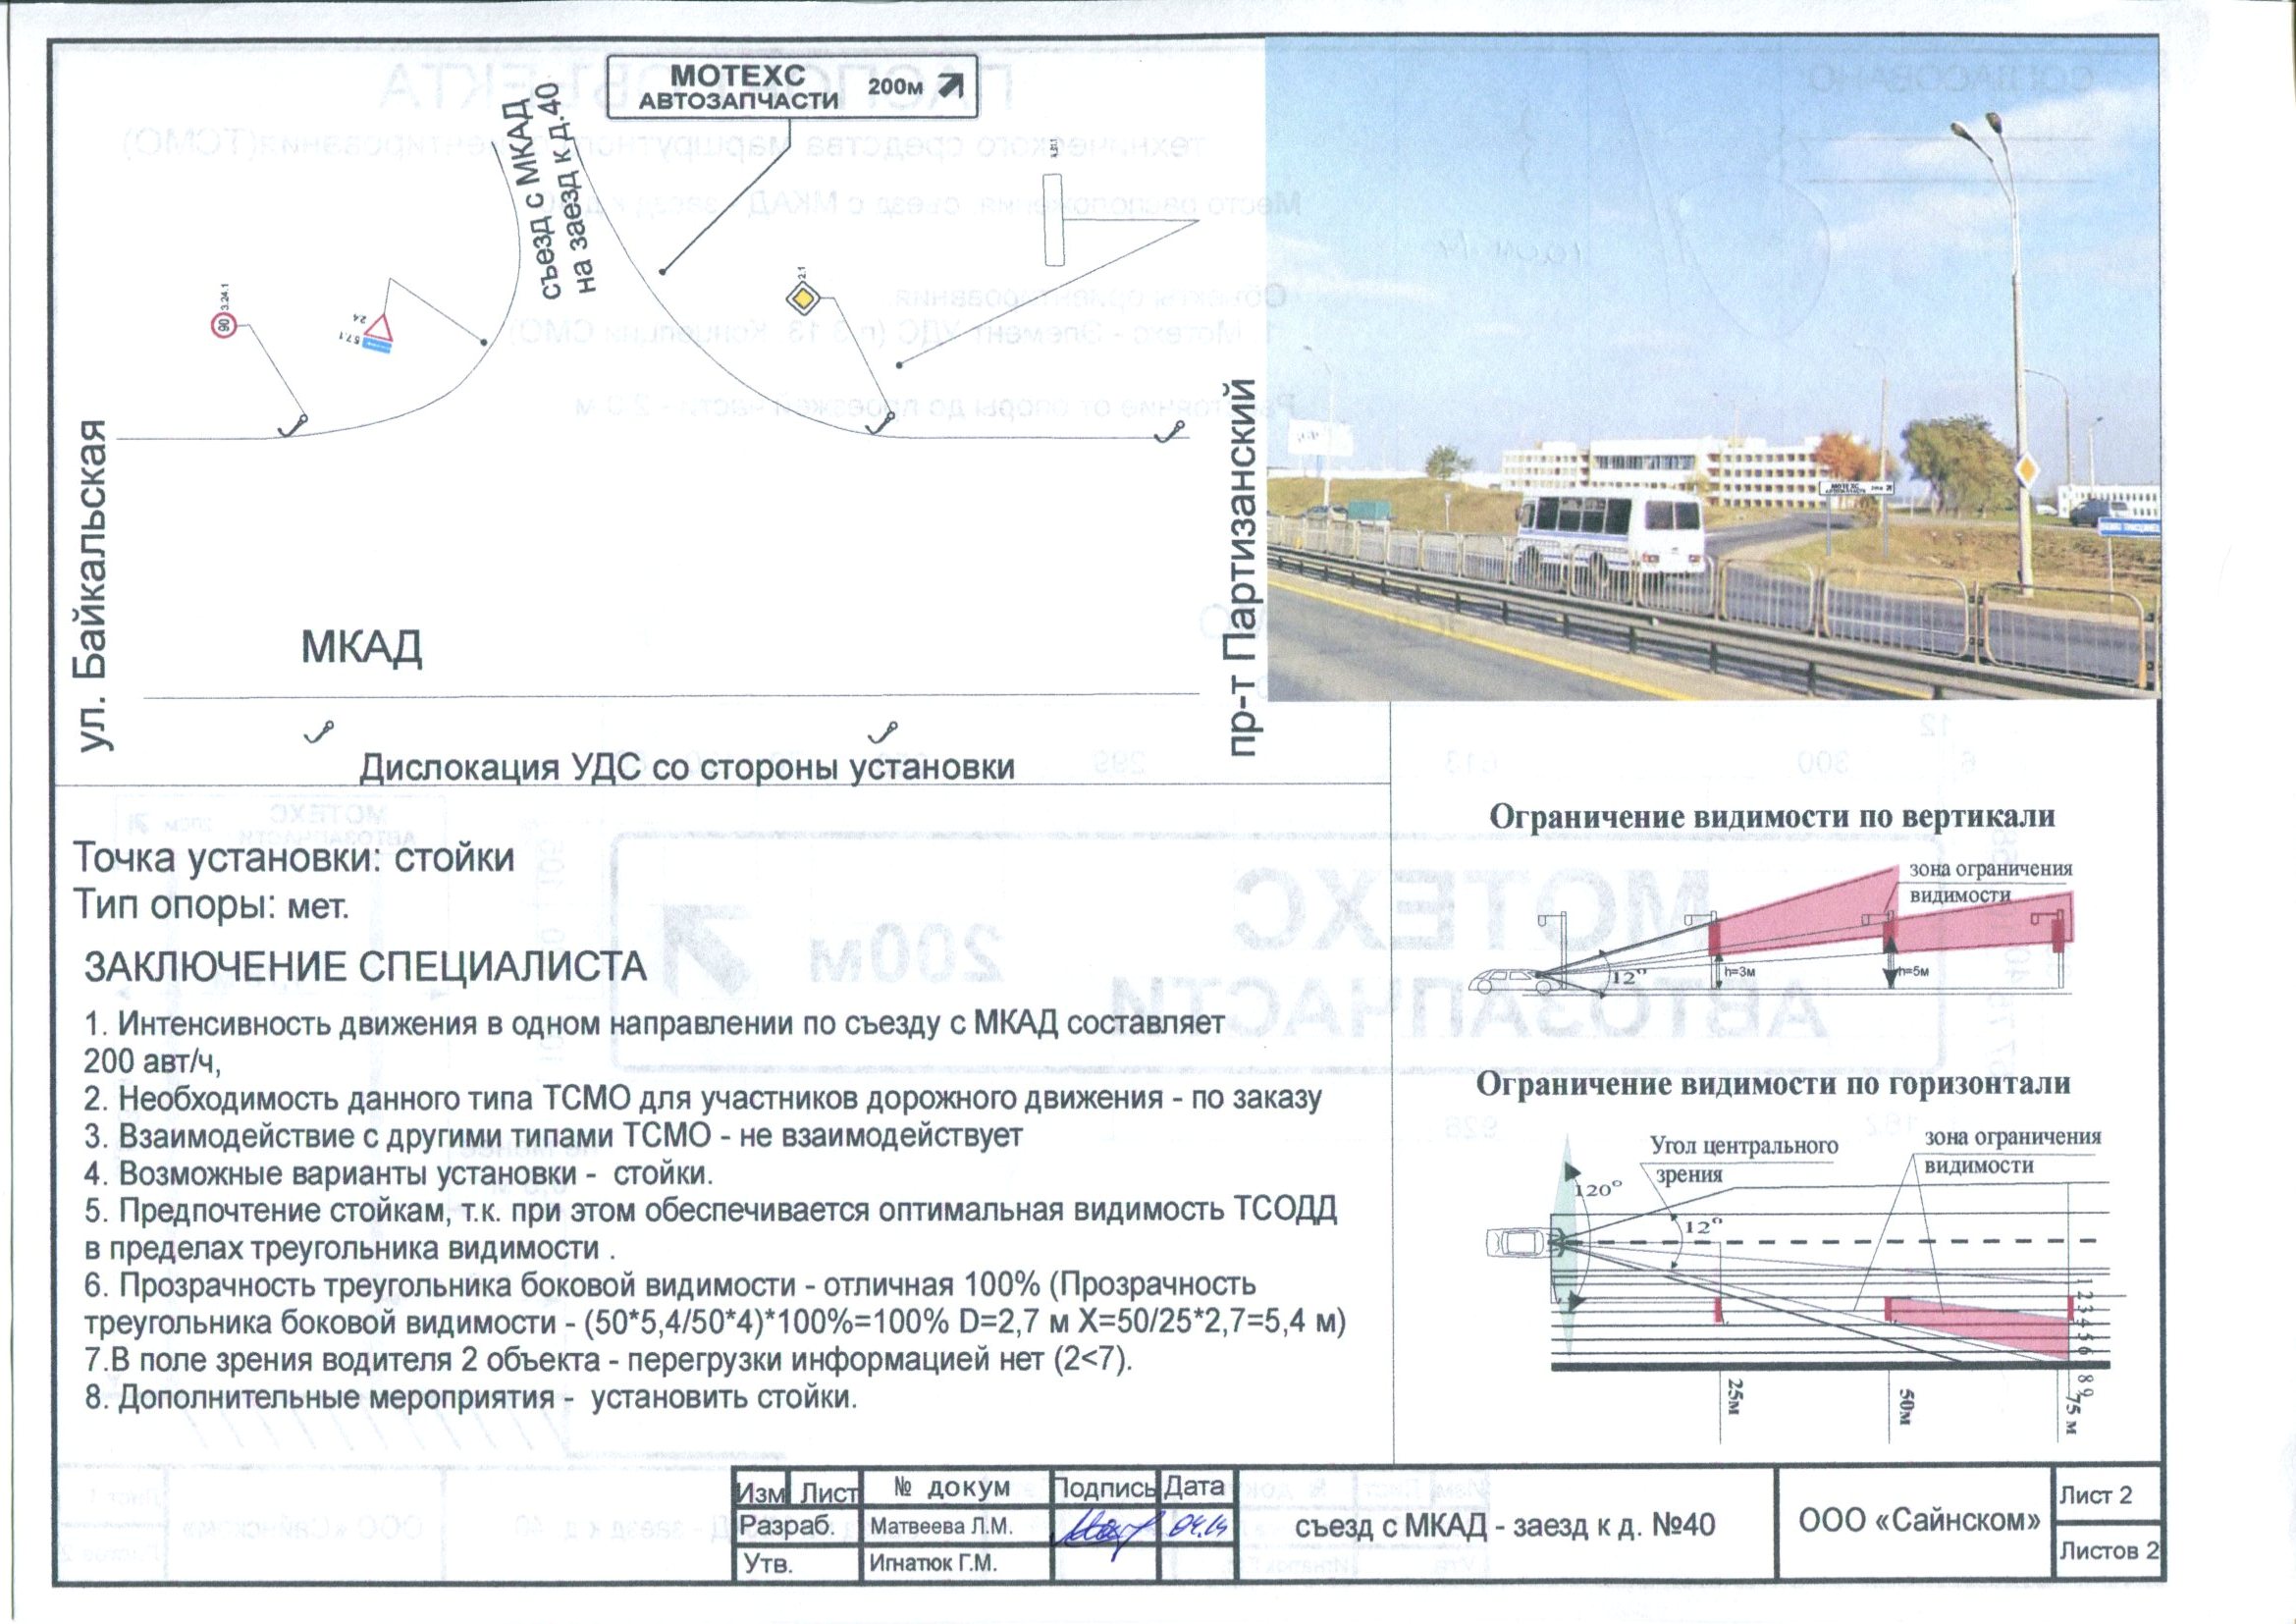 МОТЕХС
АВТОЗАПЧАСТИ 200м
съезд с МКАД
на заезд к д.40
3.24.1
90
2.4
5.7.1
2.1
ул. Байкальская
пр-т Партизанский
МКАД
Дислокация УДС со стороны установки
МОТЕХС
АВТОЗАПЧАСТИ
Точка установки: стойки
Тип опоры: мет.
ЗАКЛЮЧЕНИЕ СПЕЦИАЛИСТА
1. Интенсивность движения в одном направлении по съезду с МКАД составляет
200 авт/ч,
2. Необходимость данного типа ТСМО для участников дорожного движения - по заказу
3. Взаимодействие с другими типами ТСМО - не взаимодействует
4. Возможные варианты установки - стойки.
5. Предпочтение стойкам, т.к. при этом обеспечивается оптимальная видимость ТСОДД
в пределах треугольника видимости .
6. Прозрачность треугольника боковой видимости - отличная 100% (Прозрачность
треугольника боковой видимости - (50*5,4/50*4)*100%=100% D=2,7 м X=50/25*2,7=5,4 м)
7.В поле зрения водителя 2 объекта - перегрузки информацией нет (2<7).
8. Дополнительные мероприятия - установить стойки.
Ограничение видимости по вертикали
зона ограничения
видимости
12°
h=3м
h=5м
Ограничение видимости по горизонтали
Угол центрального
зрения
зона ограничения
видимости
120°
12°
1 2 3 4 5 6
8 9
25м
50м
75 м
Изм Лист № докум Подпись Дата
Разраб. Матвеева Л.М. 04.14
Утв. Игнатюк Г.М.
съезд с МКАД - заезд к д. №40
ООО «Сайнском»
Лист 2
Листов 2